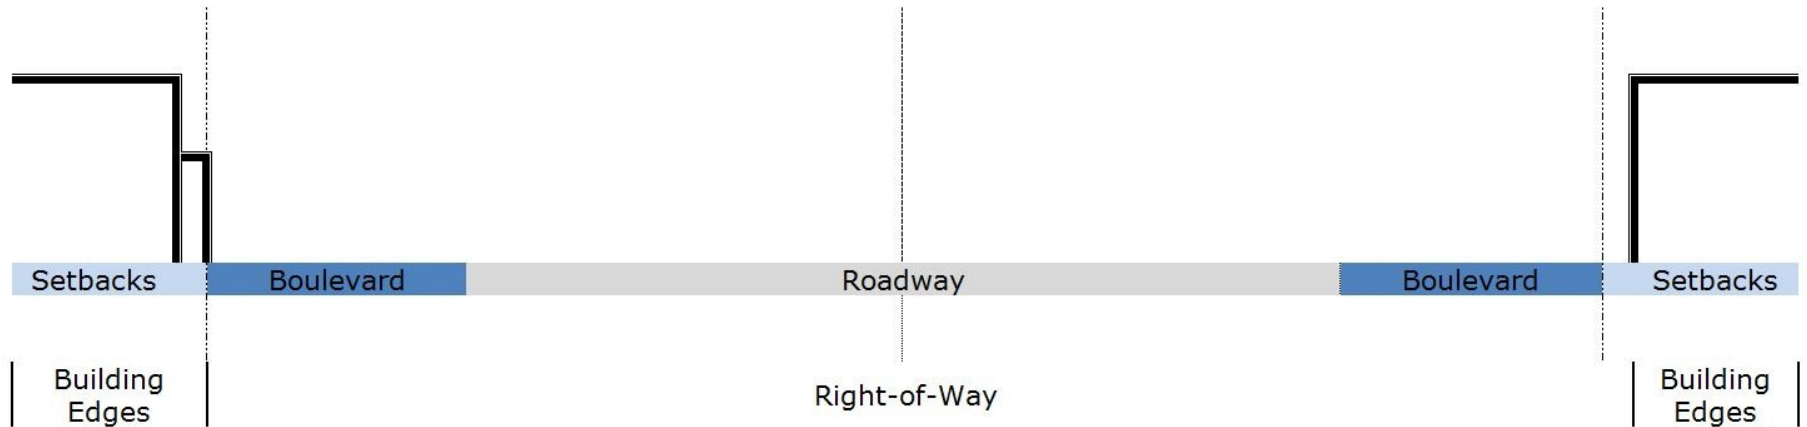 Setbacks Boulevard Roadway Boulevard Setbacks
Building
Edges
Right-of-Way
Building
Edges